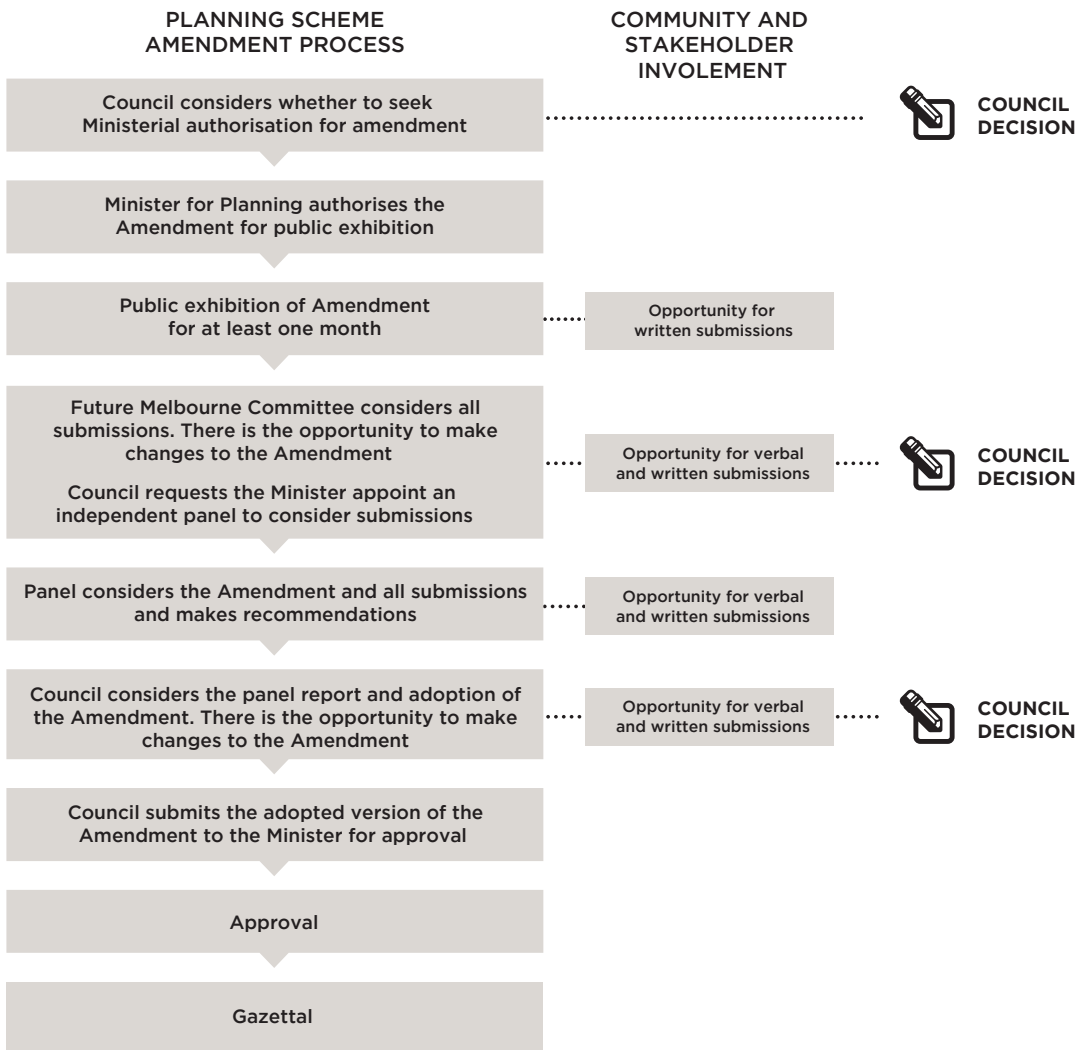 PLANNING SCHEME
AMENDMENT PROCESS
COMMUNITY AND
STAKEHOLDER
INVOLEMENT
Council considers whether to seek
Ministerial authorisation for amendment
COUNCIL
DECISION
Minister for Planning authorises the
Amendment for public exhibition
Public exhibition of Amendment
for at least one month
Opportunity for
written submissions
Future Melbourne Committee considers all
submissions. There is the opportunity to make
changes to the Amendment
Council requests the Minister appoint an
independent panel to consider submissions
Opportunity for verbal
and written submissions
COUNCIL
DECISION
Panel considers the Amendment and all submissions
and makes recommendations
Opportunity for verbal
and written submissions
Council considers the panel report and adoption of
the Amendment. There is the opportunity to make
changes to the Amendment
Opportunity for verbal
and written submissions
COUNCIL
DECISION
Council submits the adopted version of the
Amendment to the Minister for approval
Approval
Gazettal